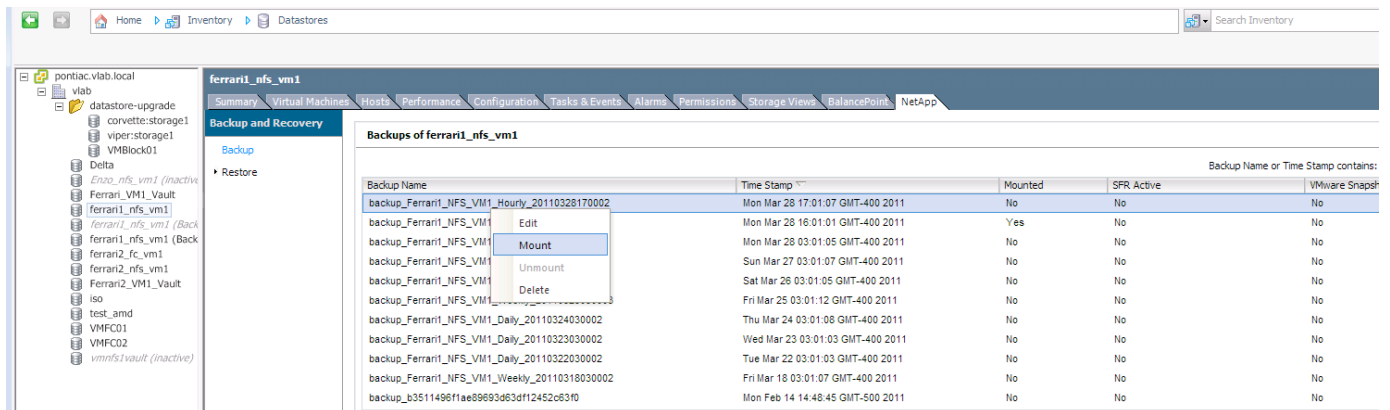 Home Inventory Datastores
Search Inventory
pontiac.vlab.local
vlab
datastore-upgrade
corvette:storage1
viper:storage1
VMBlock01
Delta
Enzo_nfs_vm1 (inactive
Ferrari_VM1_Vault
ferrari1_nfs_vm1
ferrari1_nfs_vm1 (Back
ferrari1_nfs_vm1 (Back
ferrari2_fc_vm1
ferrari2_nfs_vm1
Ferrari2_VM1_Vault
iso
test_amd
VMFC01
VMFC02
vmnfs1vault (inactive)
ferrari1_nfs_vm1
Summary Virtual Machines Hosts Performance Configuration Tasks & Events Alarms Permissions Storage Views BalancePoint NetApp
Backup and Recovery
Backup
Restore
Backups of ferrari1_nfs_vm1
Backup Name or Time Stamp contains:
Backup Name Time Stamp Mounted SFR Active VMware Snapsh
backup_Ferrari1_NFS_VM1_Hourly_20110328170002 Mon Mar 28 17:01:07 GMT-400 2011 No No No
backup_Ferrari1_NFS_VM1 Mon Mar 28 16:01:01 GMT-400 2011 Yes No No
backup_Ferrari1_NFS_VM1 Mon Mar 28 03:01:05 GMT-400 2011 No No No
backup_Ferrari1_NFS_VM1 Sun Mar 27 03:01:07 GMT-400 2011 No No No
backup_Ferrari1_NFS_VM1 Sat Mar 26 03:01:05 GMT-400 2011 No No No
backup_Ferrari1_NFS_VM1 Fri Mar 25 03:01:12 GMT-400 2011 No No No
backup_Ferrari1_NFS_VM1_Daily_20110324030002 Thu Mar 24 03:01:08 GMT-400 2011 No No No
backup_Ferrari1_NFS_VM1_Daily_20110323030002 Wed Mar 23 03:01:03 GMT-400 2011 No No No
backup_Ferrari1_NFS_VM1_Daily_20110322030002 Tue Mar 22 03:01:03 GMT-400 2011 No No No
backup_Ferrari1_NFS_VM1_Weekly_20110318030002 Fri Mar 18 03:01:07 GMT-400 2011 No No No
backup_b3511496f1ae89693d63df12452c63f0 Mon Feb 14 14:48:45 GMT-500 2011 No No No
Edit
Mount
Unmount
Delete